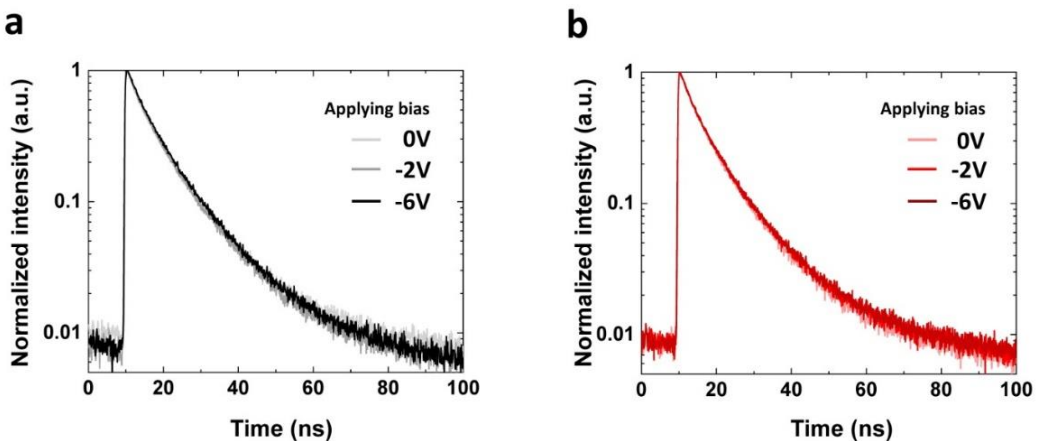 a
Normalized intensity (a.u.)
1
0.1
0.01
Applying bias
0V
-2V
-6V
0 20 40 60 80 100
Time (ns)
b
Normalized intensity (a.u.)
1
0.1
0.01
Applying bias
0V
-2V
-6V
0 20 40 60 80 100
Time (ns)